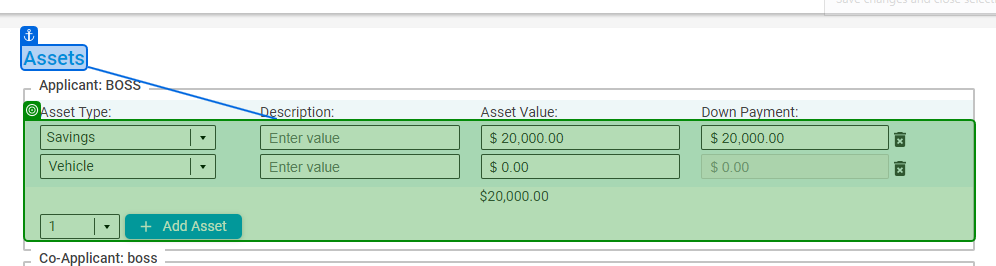 Save changes and close selecti
Assets
Applicant: BOSS
Asset Type: Description: Asset Value: Down Payment:
Savings Enter value $ 20,000.00 $ 20,000.00
Vehicle Enter value $ 0.00 $ 0.00
$20,000.00
1 + Add Asset
Co-Applicant: boss